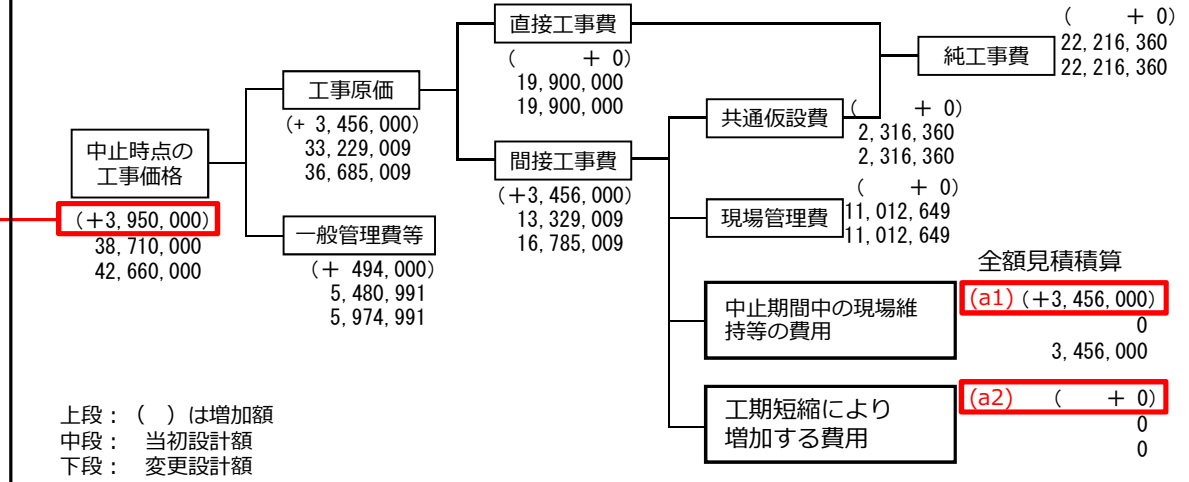 直接工事費
(　　+ 0)
19,900,000
19,900,000
純工事費
(　　+ 0)
22,216,360
22,216,360
工事原価
(+ 3,456,000)
33,229,009
36,685,009
共通仮設費
(　　+ 0)
2,316,360
2,316,360
中止時点の
工事価格
(+3,950,000)
38,710,000
42,660,000
間接工事費
(+3,456,000)
13,329,009
16,785,009
一般管理費等
(+ 494,000)
5,480,991
5,974,991
現場管理費
(　　+ 0)
11,012,649
11,012,649
全額見積積算
中止期間中の現場維
持等の費用
(a1) (+3,456,000)
0
3,456,000
工期短縮により
増加する費用
(a2) (　　+ 0)
0
0
上段：（　）は増加額
中段：　当初設計額
下段：　変更設計額